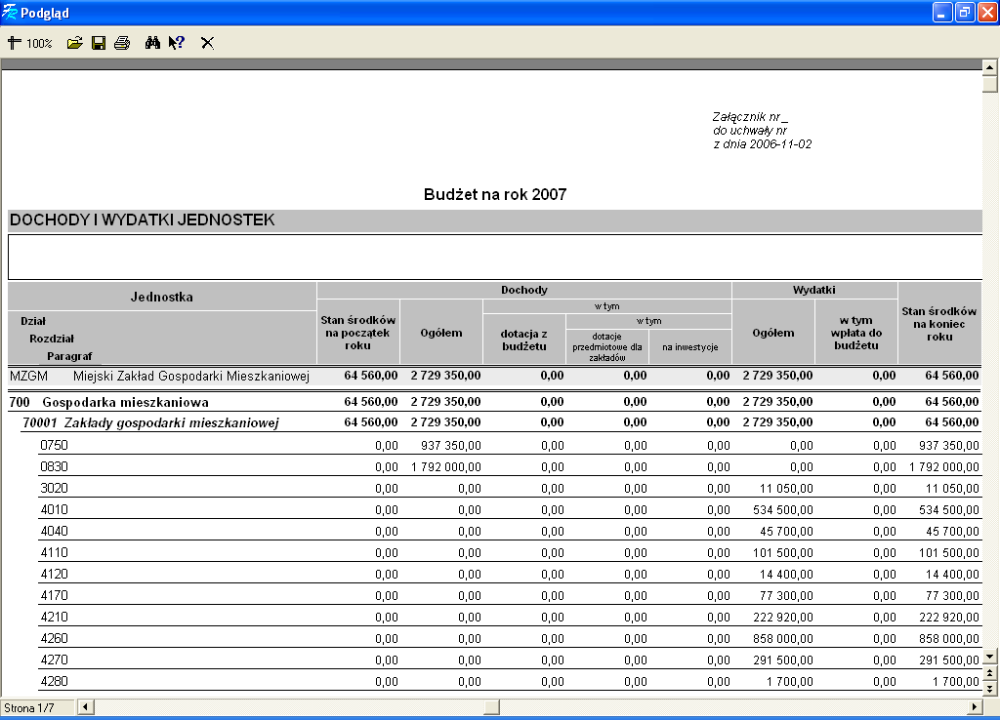 Podgląd
100%
Załącznik nr_
do uchwały nr
z dnia 2006-11-02
Budżet na rok 2007
DOCHODY I WYDATKI JEDNOSTEK
Jednostka Dochody Wydatki Stan środków na koniec roku
Dział Rozdział Paragraf Stan środków na początek roku Ogółem w tym Ogółem w tym wpłata do budżetu
dotacja z budżetu w tym
dotacje przedmiotowe dla zakładów na inwestycje
MZGM Miejski Zakład Gospodarki Mieszkaniowej 64 560,00 2 729 350,00 0,00 0,00 0,00 2 729 350,00 0,00 64 560,00
700 Gospodarka mieszkaniowa 64 560,00 2 729 350,00 0,00 0,00 0,00 2 729 350,00 0,00 64 560,00
70001 Zakłady gospodarki mieszkaniowej 64 560,00 2 729 350,00 0,00 0,00 0,00 2 729 350,00 0,00 64 560,00
0750 0,00 937 350,00 0,00 0,00 0,00 0,00 0,00 937 350,00
0830 0,00 1 792 000,00 0,00 0,00 0,00 0,00 0,00 1 792 000,00
3020 0,00 0,00 0,00 0,00 0,00 11 050,00 0,00 11 050,00
4010 0,00 0,00 0,00 0,00 0,00 534 500,00 0,00 534 500,00
4040 0,00 0,00 0,00 0,00 0,00 45 700,00 0,00 45 700,00
4110 0,00 0,00 0,00 0,00 0,00 101 500,00 0,00 101 500,00
4120 0,00 0,00 0,00 0,00 0,00 14 400,00 0,00 14 400,00
4170 0,00 0,00 0,00 0,00 0,00 77 300,00 0,00 77 300,00
4210 0,00 0,00 0,00 0,00 0,00 222 920,00 0,00 222 920,00
4260 0,00 0,00 0,00 0,00 0,00 858 000,00 0,00 858 000,00
4270 0,00 0,00 0,00 0,00 0,00 291 500,00 0,00 291 500,00
4280 0,00 0,00 0,00 0,00 0,00 1 700,00 0,00 1 700,00
Strona 1/7